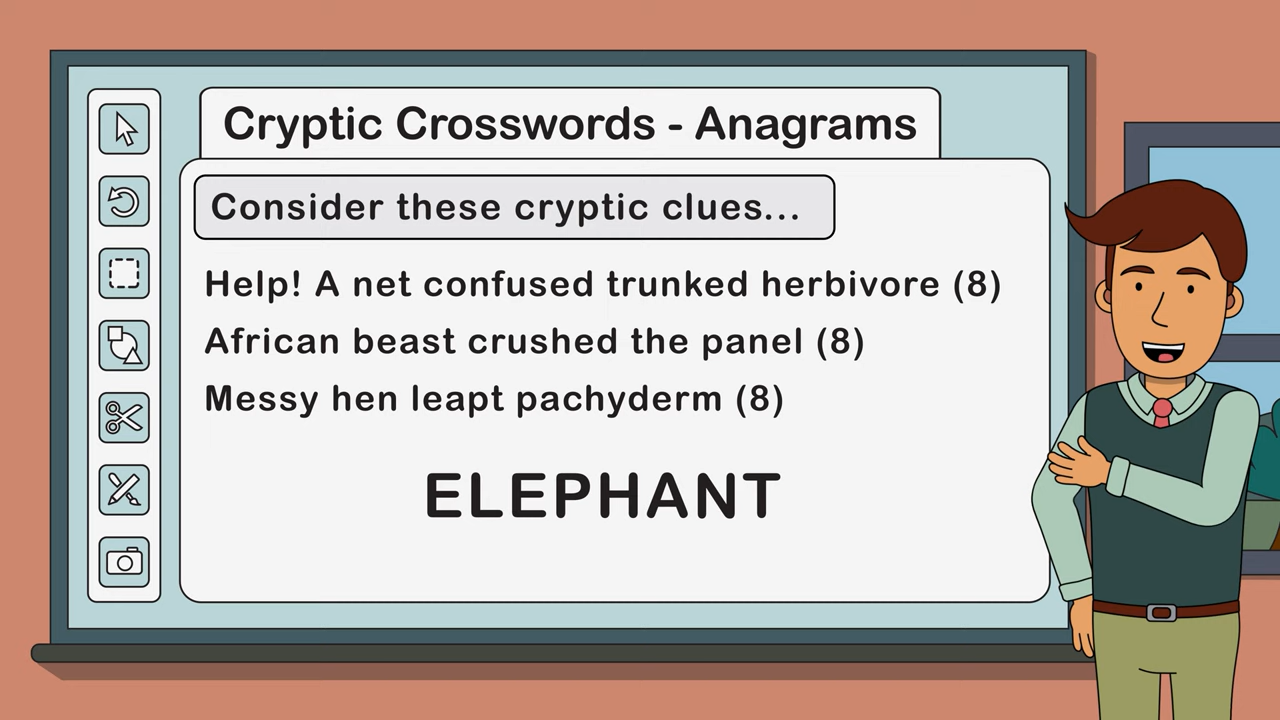 Cryptic Crosswords - Anagrams
Consider these cryptic clues...
Help! A net confused trunked herbivore (8)
African beast crushed the panel (8)
Messy hen leapt pachyderm (8)
ELEPHANT